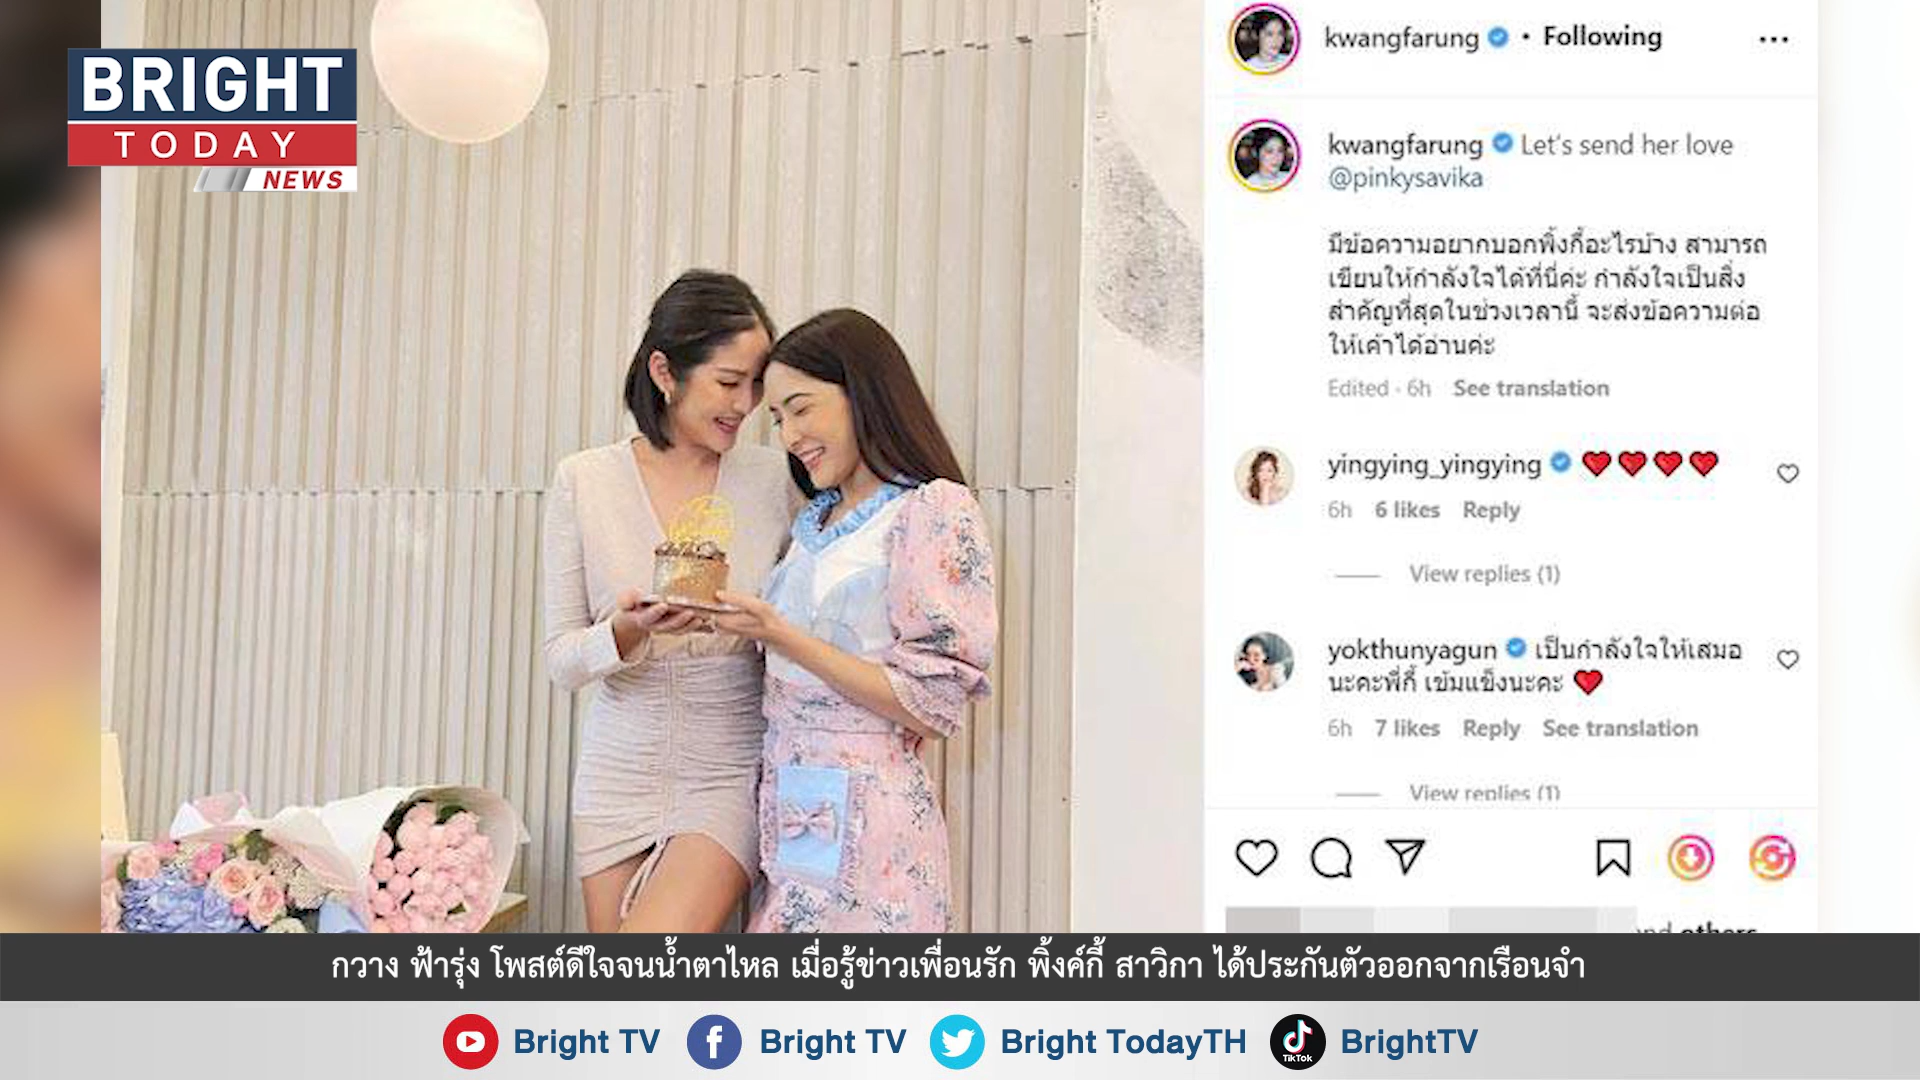 BRIGHT
TODAY
NEWS
kwangfarung • Following
kwangfarung Let's send her love
@pinkysavika
มีข้อความอยากบอกพิ้งกี้อะไรบ้าง สามารถ
เขียนให้กำลังใจได้ที่นี่ค่ะ กำลังใจเป็นสิ่ง
สำคัญที่สุดในช่วงเวลานี้ จะส่งข้อความต่อ
ให้เค้าได้อ่านค่ะ
Edited · 6h See translation
yingying_yingying
6h 6 likes Reply
View replies (1)
yokthunyagun เป็นกำลังใจให้เสมอ
นะคะพี่กี้ เข้มแข็งนะคะ
6h 7 likes Reply See translation
View replies (1)
and others
กวาง ฟ้ารุ่ง โพสต์ดีใจจนน้ำตาไหล เมื่อรู้ข่าวเพื่อนรัก พิ้งค์กี้ สาวิกา ได้ประกันตัวออกจากเรือนจำ
Bright TV Bright TV Bright TodayTH TikTok BrightTV